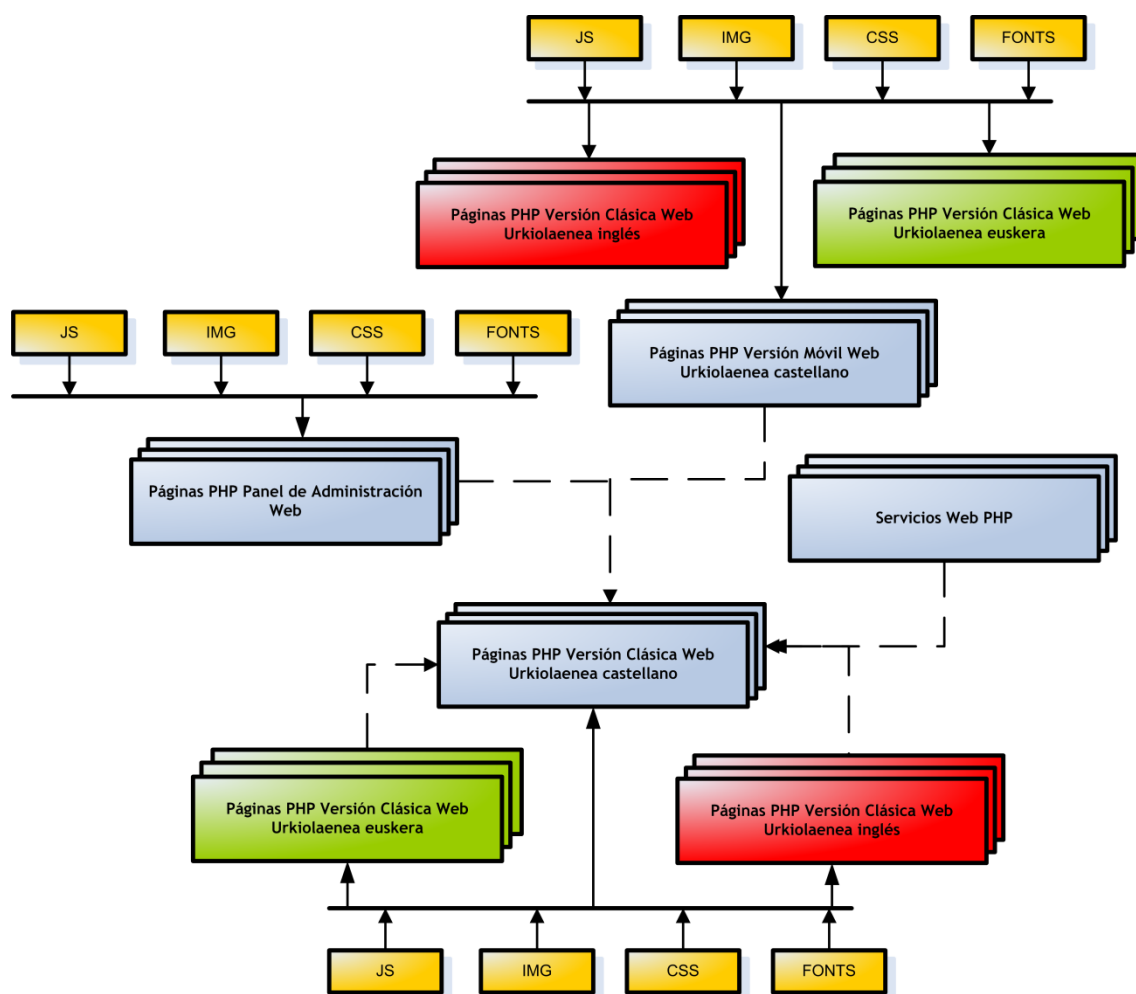 JS
IMG
CSS
FONTS
Páginas PHP Versión Clásica Web
Urkiolaenea inglés
Páginas PHP Versión Clásica Web
Urkiolaenea euskera
JS
IMG
CSS
FONTS
Páginas PHP Versión Móvil Web
Urkiolaenea castellano
Páginas PHP Panel de Administración
Web
Servicios Web PHP
Páginas PHP Versión Clásica Web
Urkiolaenea castellano
Páginas PHP Versión Clásica Web
Urkiolaenea euskera
Páginas PHP Versión Clásica Web
Urkiolaenea inglés
JS
IMG
CSS
FONTS